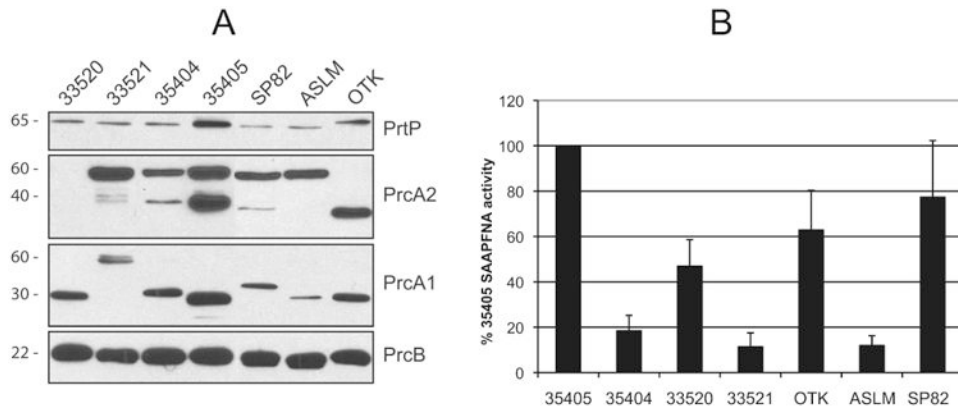 A
33520 33521 35404 35405 SP82 ASLM OTK
65 - PrtP
60 - PrcA2
40 -
60 - PrcA1
30 -
22 - PrcB
B
% 35405 SAAPFNA activity
120
100
80
60
40
20
0
35405 35404 33520 33521 OTK ASLM SP82